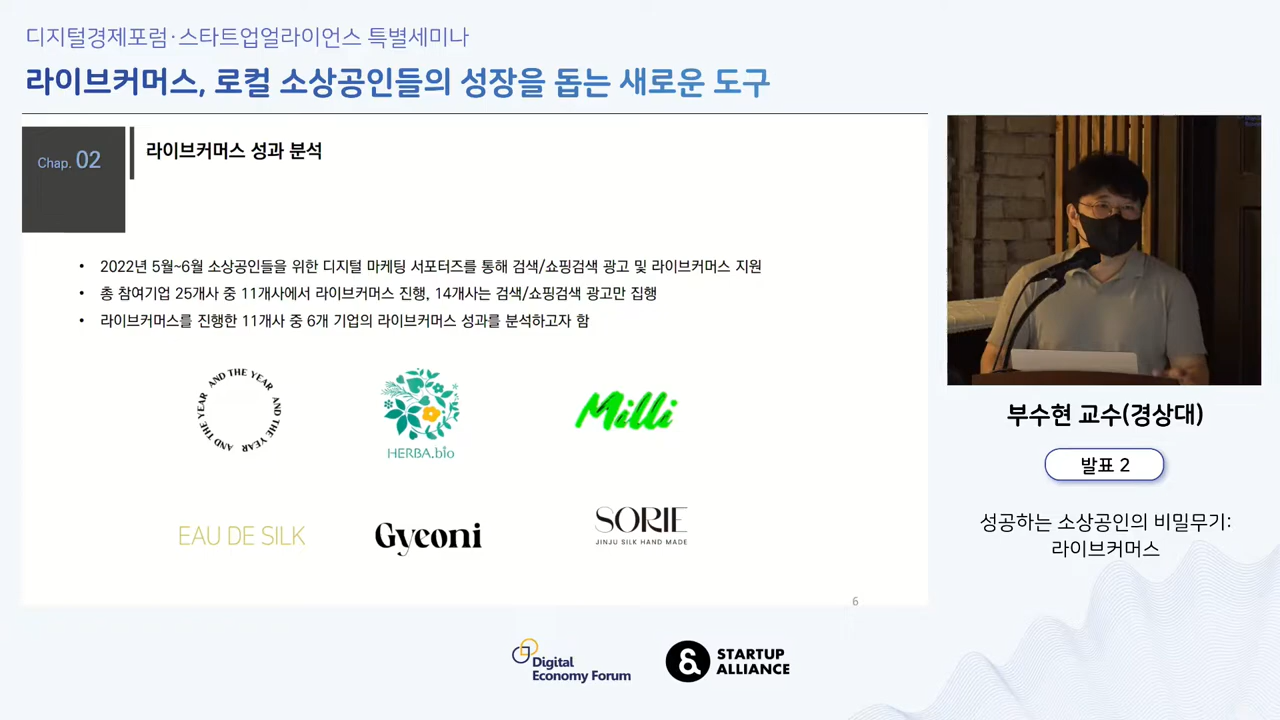 디지털경제포럼·스타트업얼라이언스 특별세미나
라이브커머스, 로컬 소상공인들의 성장을 돕는 새로운 도구
Chap. 02
라이브커머스 성과 분석
• 2022년 5월~6월 소상공인들을 위한 디지털 마케팅 서포터즈를 통해 검색/쇼핑검색 광고 및 라이브커머스 지원
• 총 참여기업 25개사 중 11개사에서 라이브커머스 진행, 14개사는 검색/쇼핑검색 광고만 집행
• 라이브커머스를 진행한 11개사 중 6개 기업의 라이브커머스 성과를 분석하고자 함
AND THE YEAR AND THE YEAR AND THE YEAR
HERBA.bio
Milli
EAU DE SILK
Gyeoni
SORIE
JINJU SILK HAND MADE
6
부수현 교수(경상대)
발표 2
성공하는 소상공인의 비밀무기:
라이브커머스
Digital
Economy Forum
STARTUP
ALLIANCE